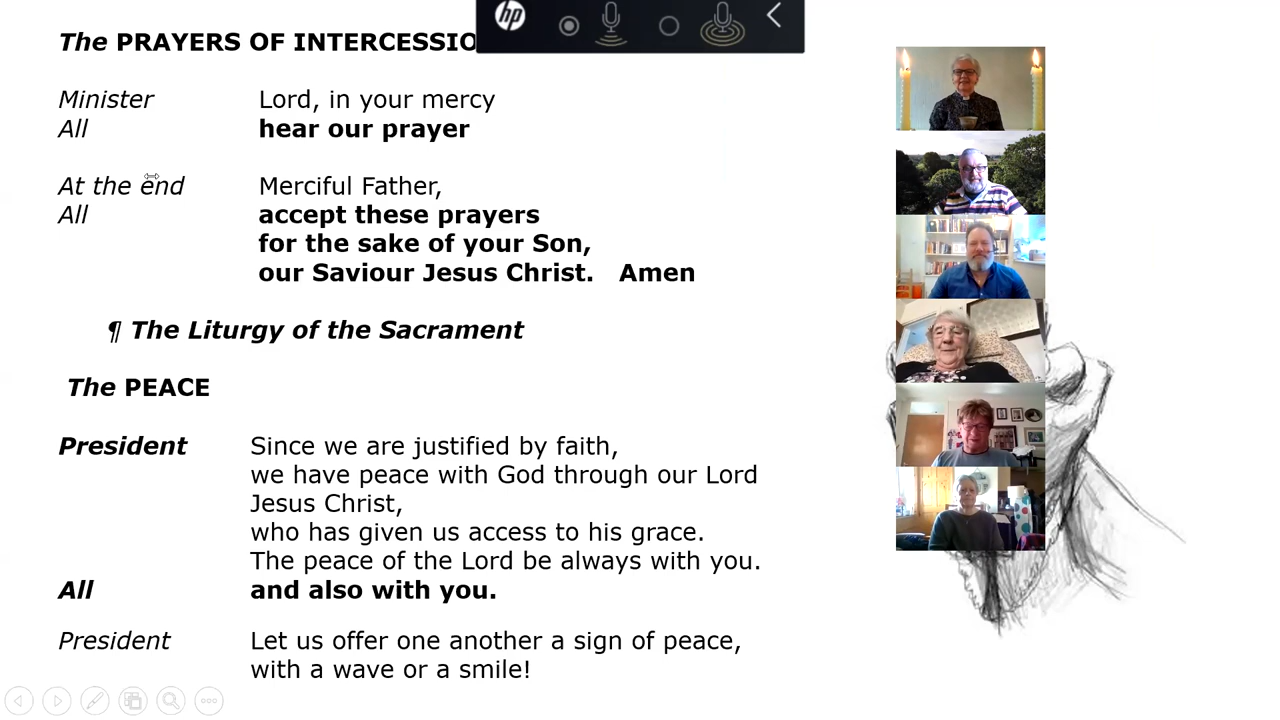 hp
The PRAYERS OF INTERCESSIO
Minister Lord, in your mercy
All hear our prayer
At the end Merciful Father,
All accept these prayers
for the sake of your Son,
our Saviour Jesus Christ. Amen
¶ The Liturgy of the Sacrament
The PEACE
President Since we are justified by faith,
we have peace with God through our Lord
Jesus Christ,
who has given us access to his grace.
The peace of the Lord be always with you.
All and also with you.
President Let us offer one another a sign of peace,
with a wave or a smile!